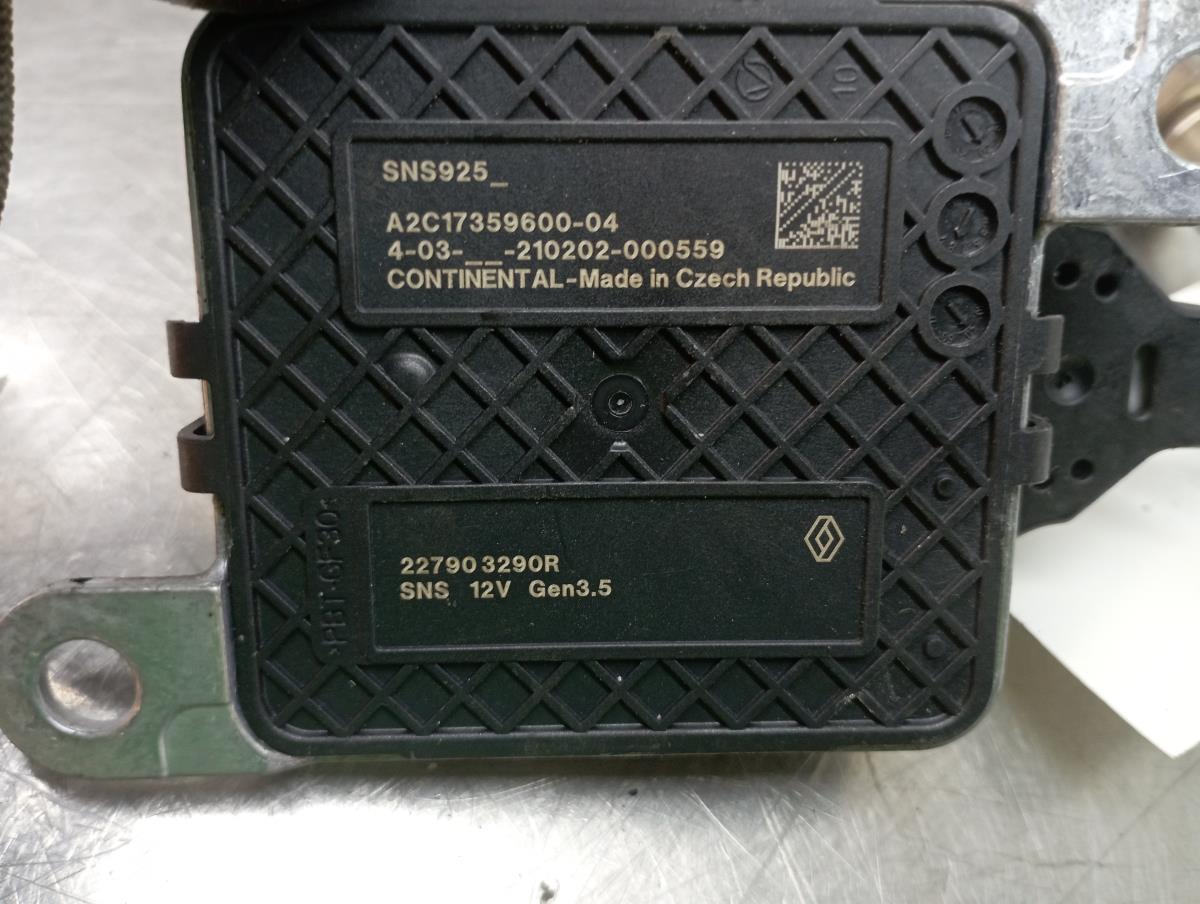 10
SNS925_
A2C17359600-04
4-03-__-210202-000559
CONTINENTAL-Made in Czech Republic
>PBT-GF30<
227903290R
SNS 12V Gen3.5